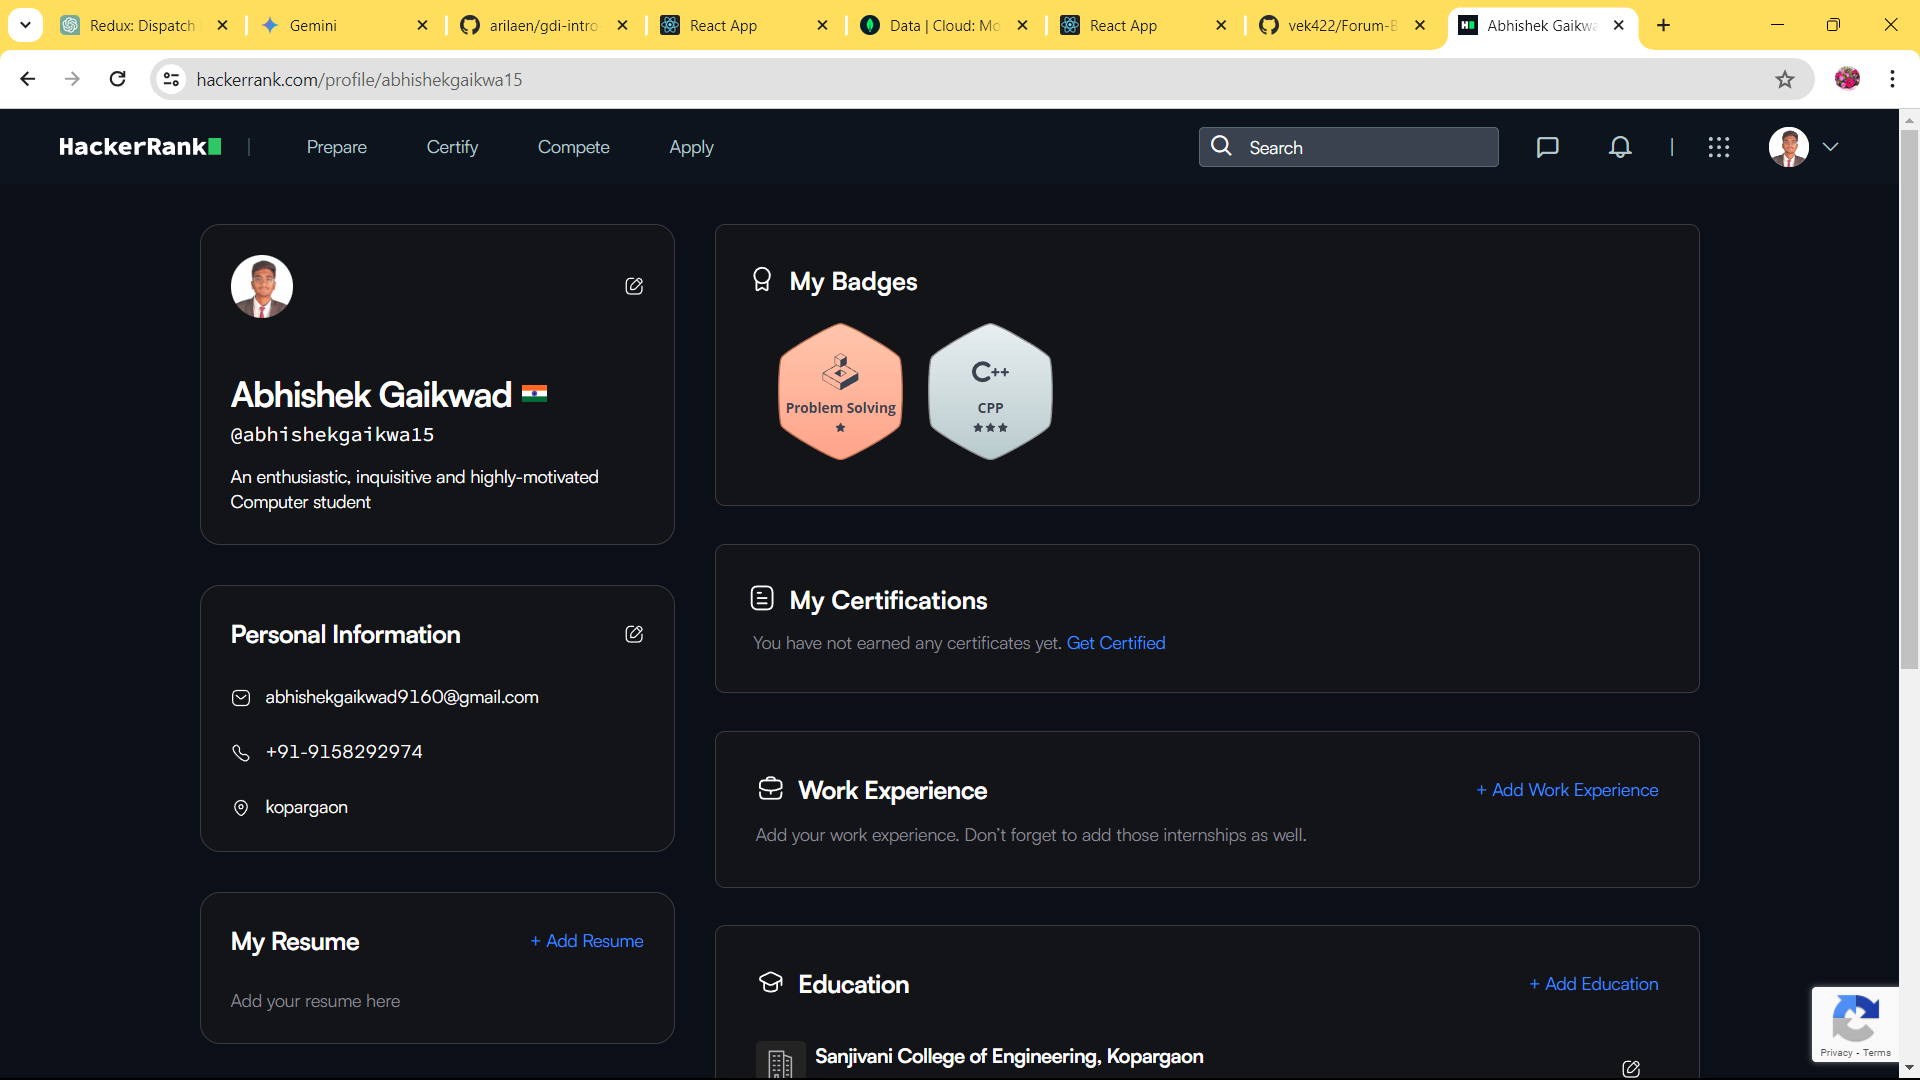 Redux: Dispatch
Gemini
arilaen/gdi-intro
React App
Data | Cloud: Mo
React App
vek422/Forum-B
Abhishek Gaikwa
hackerrank.com/profile/abhishekgaikwa15
HackerRank
Prepare
Certify
Compete
Apply
Search
Abhishek Gaikwad
@abhishekgaikwa15
An enthusiastic, inquisitive and highly-motivated
Computer student
Personal Information
abhishekgaikwad9160@gmail.com
+91-9158292974
kopargaon
My Resume
+ Add Resume
Add your resume here
My Badges
Problem Solving
C++
CPP
My Certifications
You have not earned any certificates yet. Get Certified
Work Experience
+ Add Work Experience
Add your work experience. Don’t forget to add those internships as well.
Education
+ Add Education
Sanjivani College of Engineering, Kopargaon
Privacy - Terms